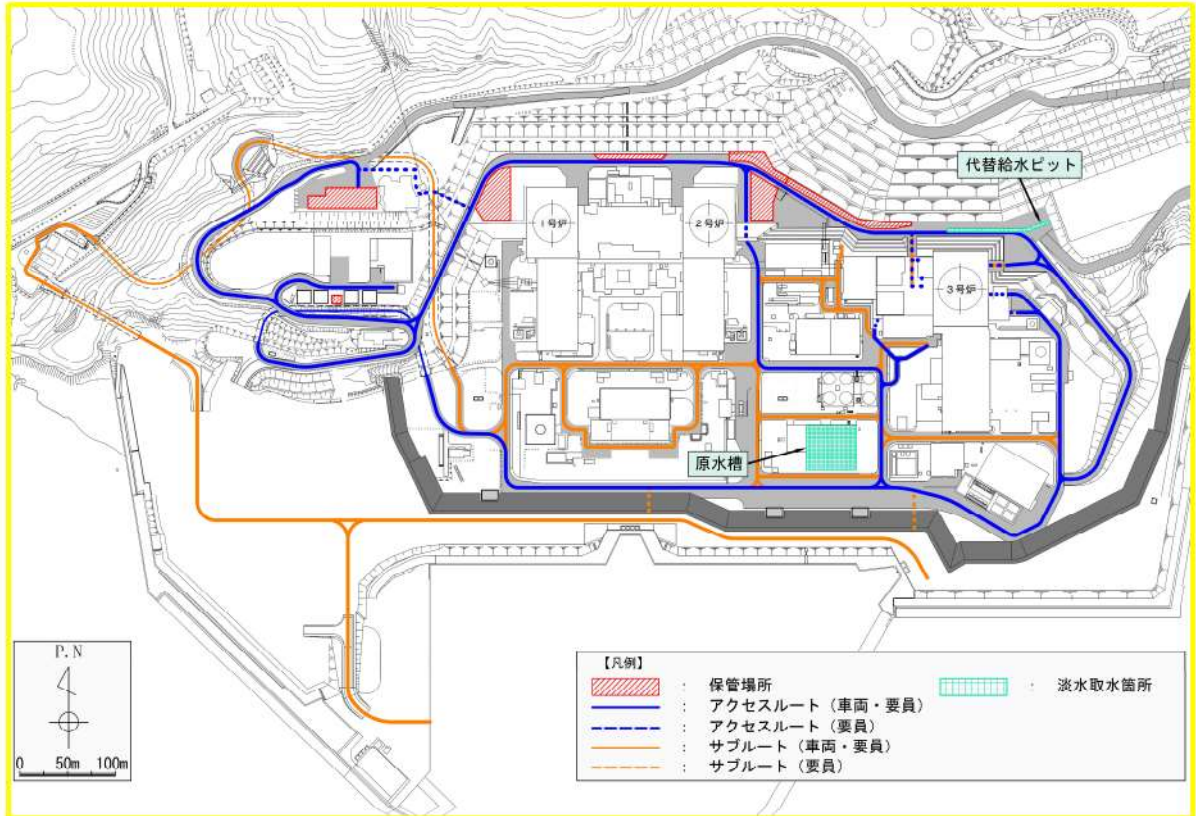 代替給水ピット
1号炉
2号炉
3号炉
原水槽
P.N
0 50m 100m
【凡例】
: 保管場所
: 淡水取水箇所
: アクセスルート（車両・要員）
: アクセスルート（要員）
: サブルート（車両・要員）
: サブルート（要員）